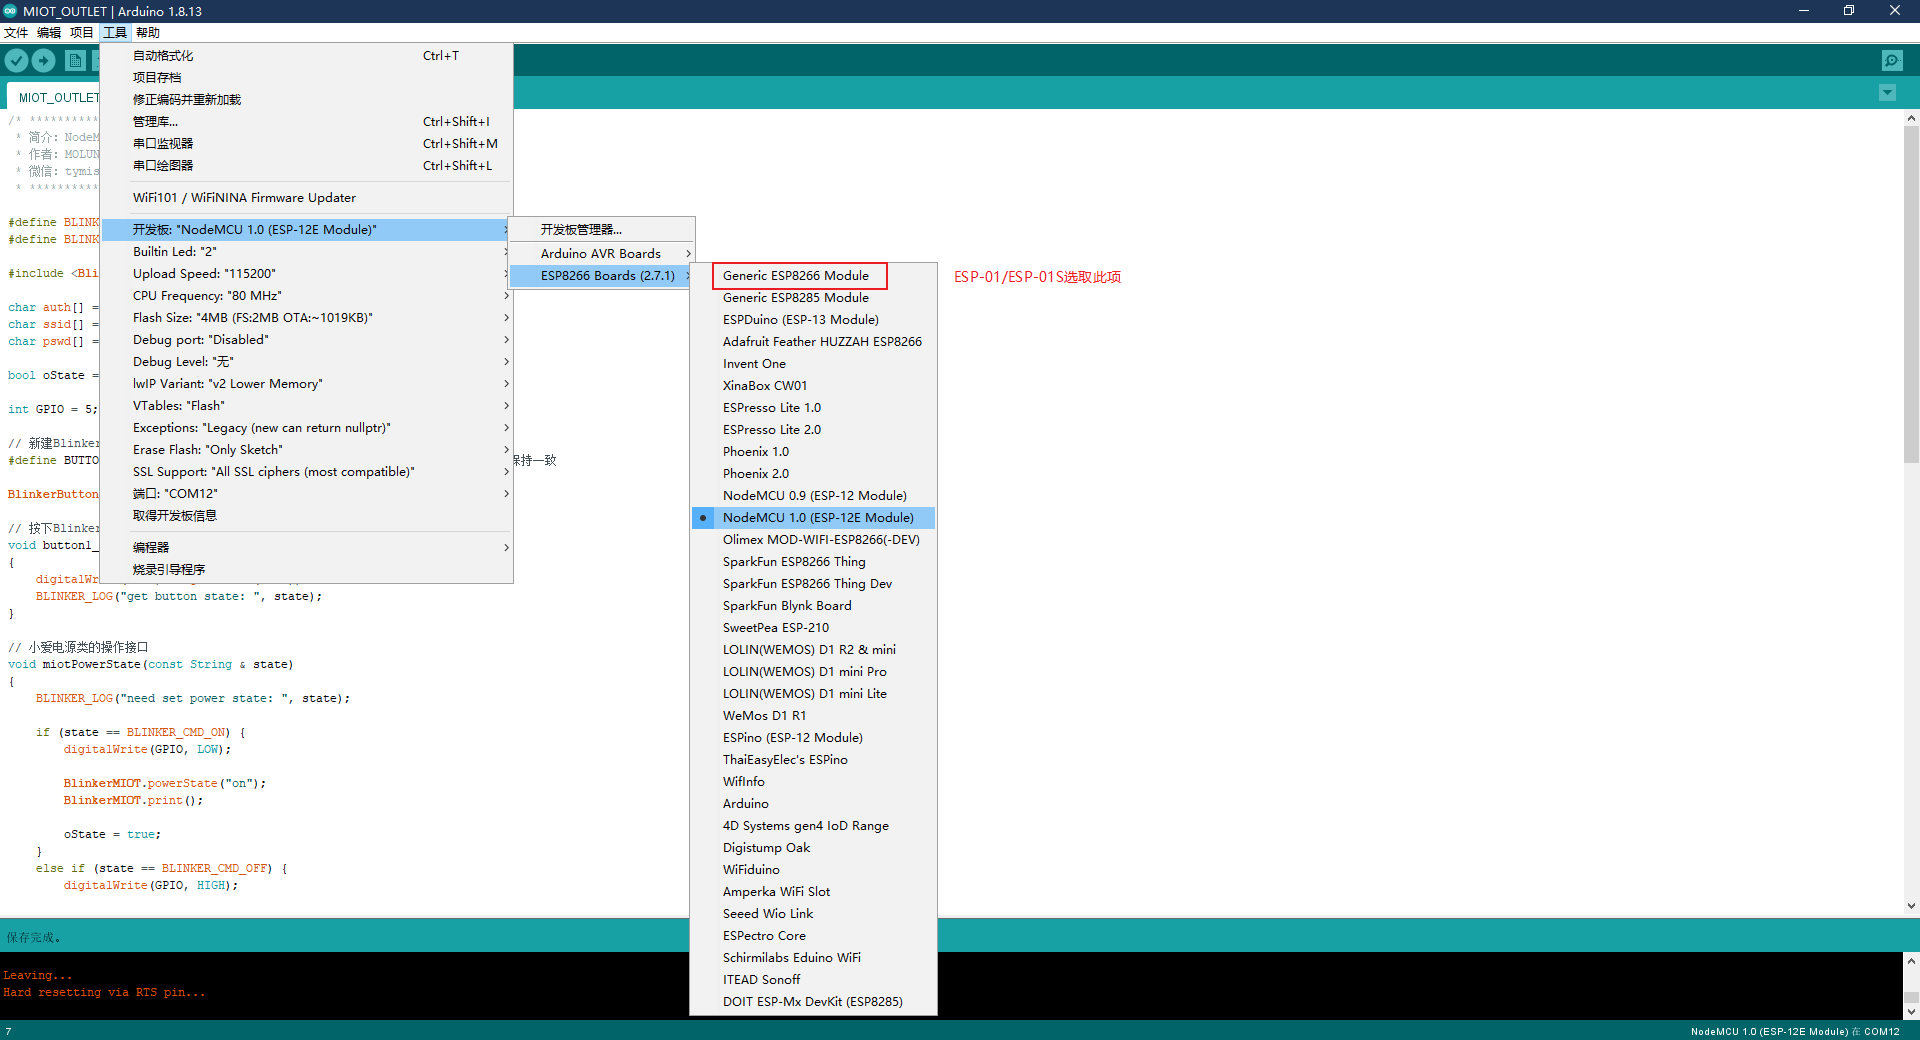 MIOT_OUTLET | Arduino 1.8.13
文件 编辑 项目 工具 帮助
MIOT_OUTLET
自动格式化 Ctrl+T
项目存档
修正编码并重新加载
管理库... Ctrl+Shift+I
串口监视器 Ctrl+Shift+M
串口绘图器 Ctrl+Shift+L
WiFi101 / WiFiNINA Firmware Updater
开发板: "NodeMCU 1.0 (ESP-12E Module)"
Builtin Led: "2"
Upload Speed: "115200"
CPU Frequency: "80 MHz"
Flash Size: "4MB (FS:2MB OTA:~1019KB)"
Debug port: "Disabled"
Debug Level: "无"
lwIP Variant: "v2 Lower Memory"
VTables: "Flash"
Exceptions: "Legacy (new can return nullptr)"
Erase Flash: "Only Sketch"
SSL Support: "All SSL ciphers (most compatible)"
端口: "COM12"
取得开发板信息
编程器
烧录引导程序
开发板管理器...
Arduino AVR Boards
ESP8266 Boards (2.7.1)
Generic ESP8266 Module
ESP-01/ESP-01S选取此项
Generic ESP8285 Module
ESPDuino (ESP-13 Module)
Adafruit Feather HUZZAH ESP8266
Invent One
XinaBox CW01
ESPresso Lite 1.0
ESPresso Lite 2.0
Phoenix 1.0
Phoenix 2.0
NodeMCU 0.9 (ESP-12 Module)
NodeMCU 1.0 (ESP-12E Module)
Olimex MOD-WIFI-ESP8266(-DEV)
SparkFun ESP8266 Thing
SparkFun ESP8266 Thing Dev
SparkFun Blynk Board
SweetPea ESP-210
LOLIN(WEMOS) D1 R2 & mini
LOLIN(WEMOS) D1 mini Pro
LOLIN(WEMOS) D1 mini Lite
WeMos D1 R1
ESPino (ESP-12 Module)
ThaiEasyElec's ESPino
WifInfo
Arduino
4D Systems gen4 IoD Range
Digistump Oak
WiFiduino
Amperka WiFi Slot
Seeed Wio Link
ESPectro Core
Schirmilabs Eduino WiFi
ITEAD Sonoff
DOIT ESP-Mx DevKit (ESP8285)
/* **********
* 简介: NodeM
* 作者: MOLUN
* 微信: tymis
* **********
#define BLINK
#define BLINK
#include <Bli
char auth[] =
char ssid[] =
char pswd[] =
bool oState =
int GPIO = 5;
// 新建Blinker
#define BUTTO
保持一致
BlinkerButton
// 按下Blinker
void button1_
{
digitalWr
BLINKER_LOG("get button state: ", state);
}
// 小爱电源类的操作接口
void miotPowerState(const String & state)
{
BLINKER_LOG("need set power state: ", state);
if (state == BLINKER_CMD_ON) {
digitalWrite(GPIO, LOW);
BlinkerMIOT.powerState("on");
BlinkerMIOT.print();
oState = true;
}
else if (state == BLINKER_CMD_OFF) {
digitalWrite(GPIO, HIGH);
保存完成。
Leaving...
Hard resetting via RTS pin...
7
NodeMCU 1.0 (ESP-12E Module) 在 COM12